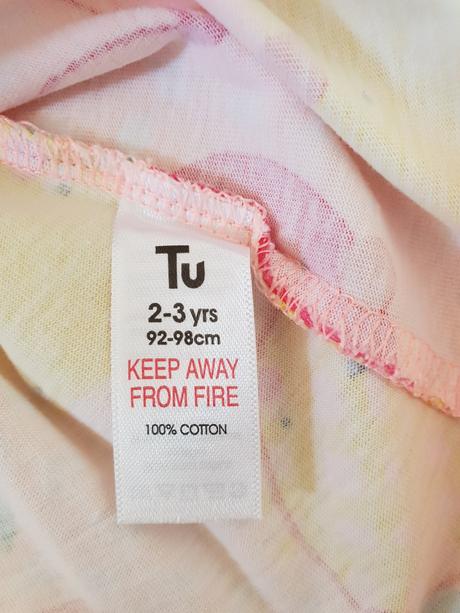 Tu
2-3 yrs
92-98cm
KEEP AWAY
FROM FIRE
100% COTTON